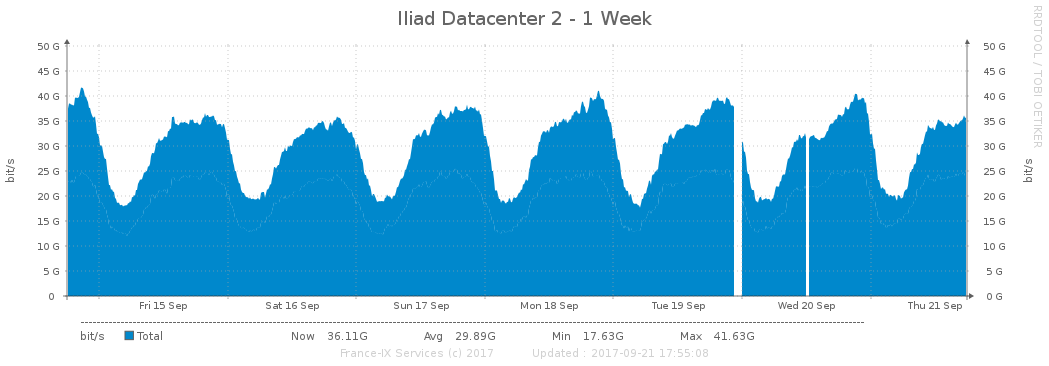 Iliad Datacenter 2 - 1 Week
RRDTOOL / TOBI OETIKER
bit/s
50 G 50 G
45 G 45 G
40 G 40 G
35 G 35 G
30 G 30 G
25 G 25 G
20 G 20 G
15 G 15 G
10 G 10 G
5 G 5 G
0 0 G
bit/s
Fri 15 Sep Sat 16 Sep Sun 17 Sep Mon 18 Sep Tue 19 Sep Wed 20 Sep Thu 21 Sep
bit/s Total Now 36.11G Avg 29.89G Min 17.63G Max 41.63G
France-IX Services (c) 2017 Updated : 2017-09-21 17:55:08